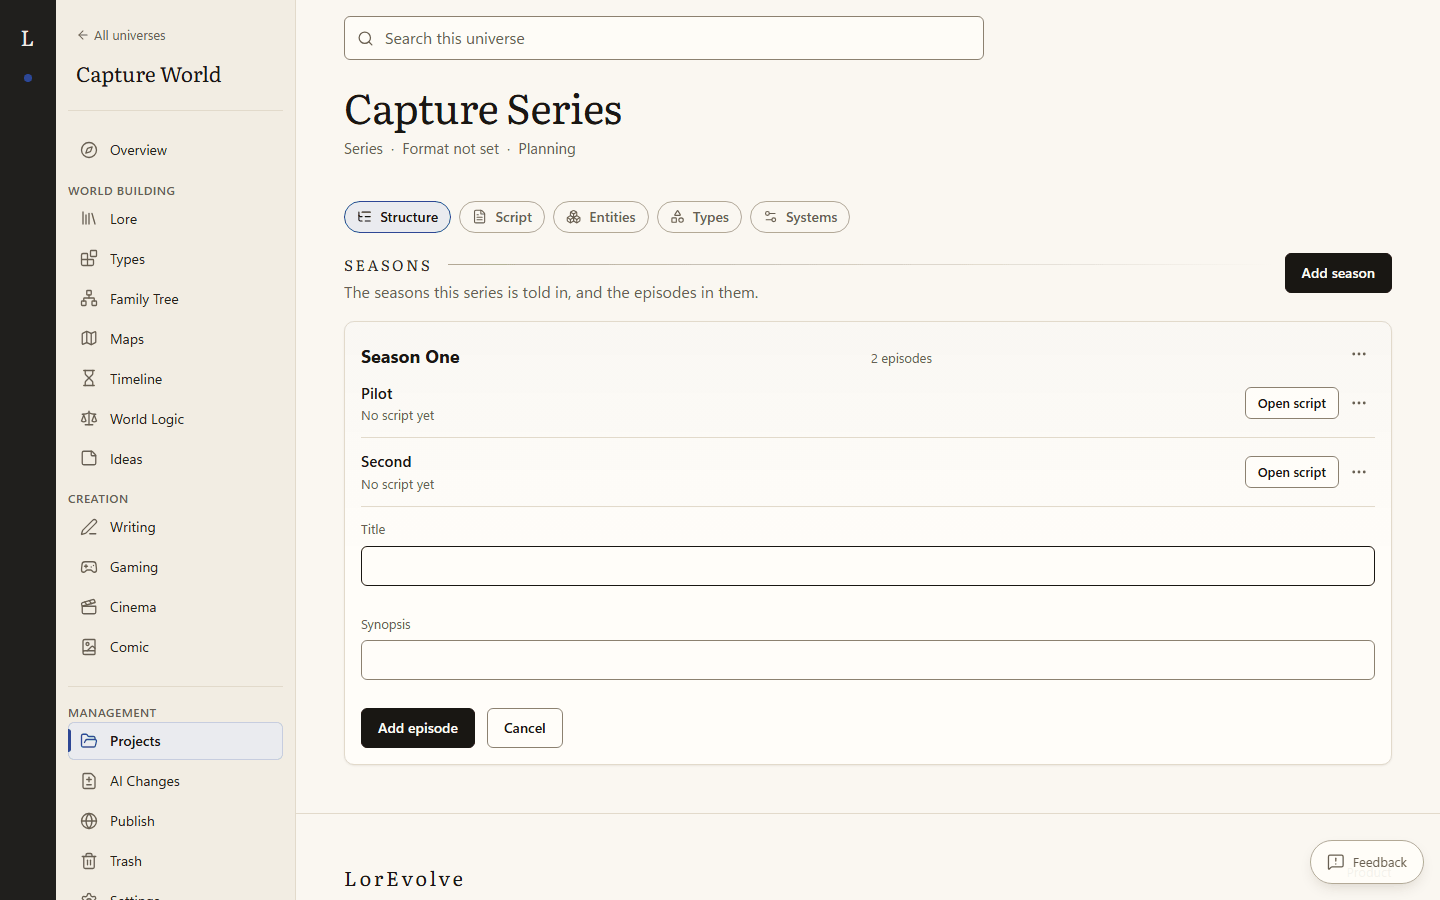 L
All universes
Capture World
Overview
WORLD BUILDING
Lore
Types
Family Tree
Maps
Timeline
World Logic
Ideas
CREATION
Writing
Gaming
Cinema
Comic
MANAGEMENT
Projects
AI Changes
Publish
Trash
Settings
Search this universe
Capture Series
Series · Format not set · Planning
Structure Script Entities Types Systems
SEASONS
Add season
The seasons this series is told in, and the episodes in them.
Season One 2 episodes
Pilot
No script yet
Open script
Second
No script yet
Open script
Title
Synopsis
Add episode Cancel
LorEvolve
Feedback
Product